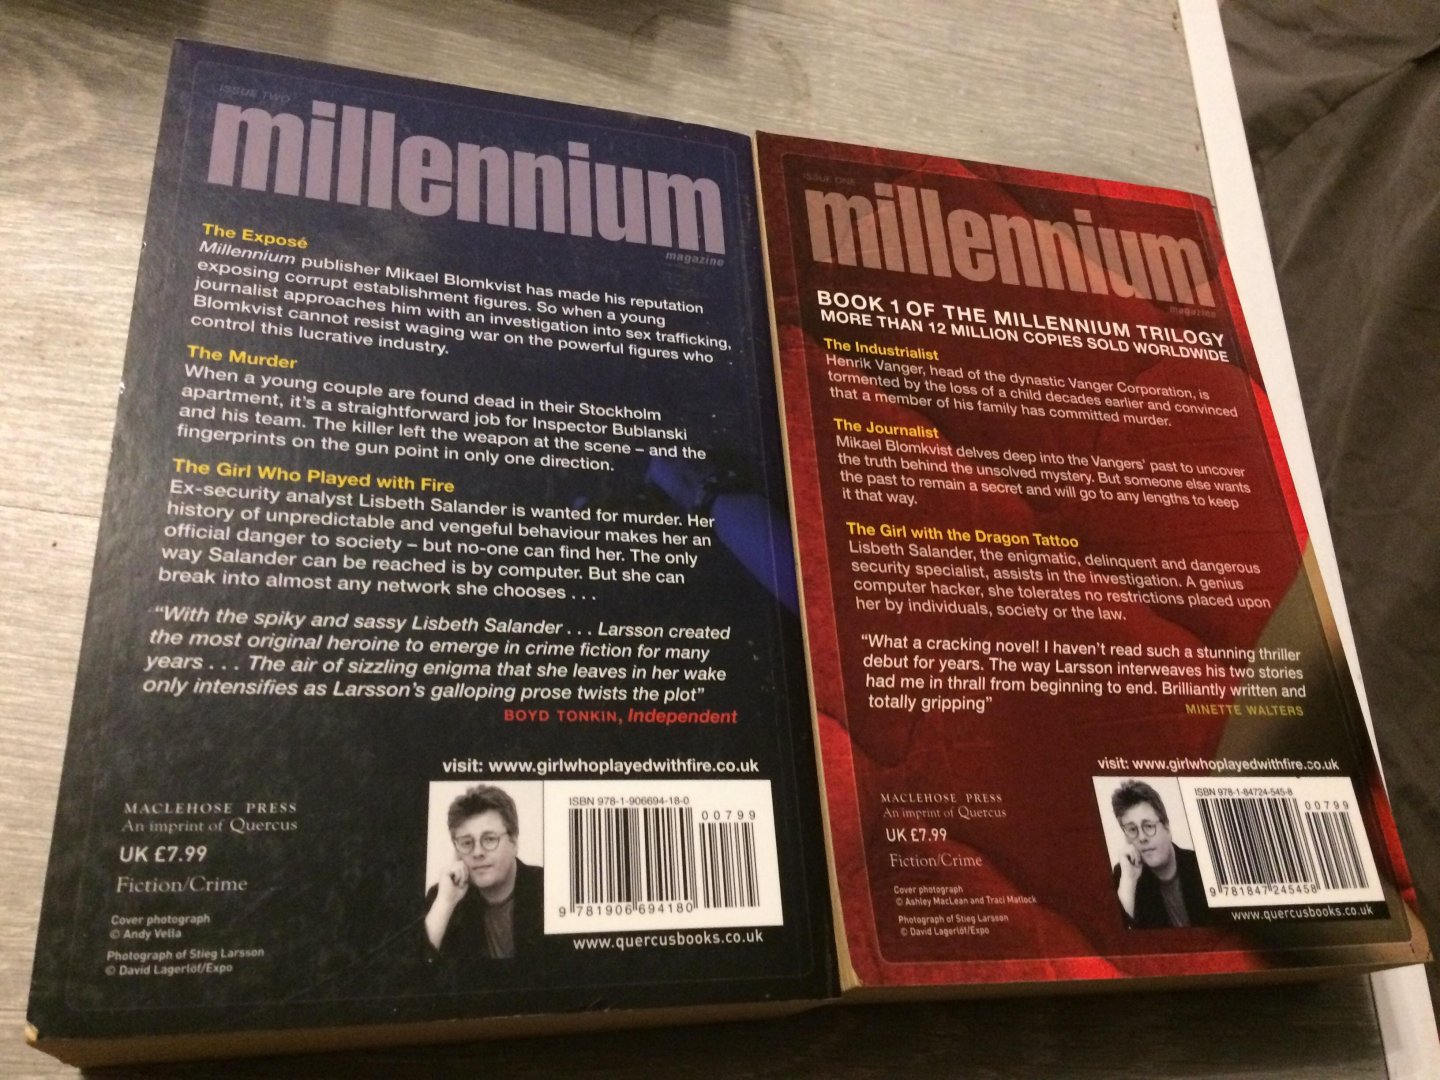 ISSUE TWO
millennium
magazine
The Exposé
Millennium publisher Mikael Blomkvist has made his reputation
exposing corrupt establishment figures. So when a young
journalist approaches him with an investigation into sex trafficking,
Blomkvist cannot resist waging war on the powerful figures who
control this lucrative industry.
The Murder
When a young couple are found dead in their Stockholm
apartment, it's a straightforward job for Inspector Bublanski
and his team. The killer left the weapon at the scene – and the
fingerprints on the gun point in only one direction.
The Girl Who Played with Fire
Ex-security analyst Lisbeth Salander is wanted for murder. Her
history of unpredictable and vengeful behaviour makes her an
official danger to society – but no-one can find her. The only
way Salander can be reached is by computer. But she can
break into almost any network she chooses . . .
“With the spiky and sassy Lisbeth Salander . . . Larsson created
the most original heroine to emerge in crime fiction for many
years . . . The air of sizzling enigma that she leaves in her wake
only intensifies as Larsson's galloping prose twists the plot”
BOYD TONKIN, Independent
visit: www.girlwhoplayedwithfire.co.uk
MACLEHOSE PRESS
An imprint of Quercus
UK £7.99
Fiction/Crime
Cover photograph
© Andy Vella
Photograph of Stieg Larsson
© David Lagerlöf/Expo
ISBN 978-1-906694-18-0
00799
9 781906 694180
www.quercusbooks.co.uk
ISSUE ONE
millennium
magazine
BOOK 1 OF THE MILLENNIUM TRILOGY
MORE THAN 12 MILLION COPIES SOLD WORLDWIDE
The Industrialist
Henrik Vanger, head of the dynastic Vanger Corporation, is
tormented by the loss of a child decades earlier and convinced
that a member of his family has committed murder.
The Journalist
Mikael Blomkvist delves deep into the Vangers' past to uncover
the truth behind the unsolved mystery. But someone else wants
the past to remain a secret and will go to any lengths to keep
it that way.
The Girl with the Dragon Tattoo
Lisbeth Salander, the enigmatic, delinquent and dangerous
security specialist, assists in the investigation. A genius
computer hacker, she tolerates no restrictions placed upon
her by individuals, society or the law.
“What a cracking novel! I haven't read such a stunning thriller
debut for years. The way Larsson interweaves his two stories
had me in thrall from beginning to end. Brilliantly written and
totally gripping”
MINETTE WALTERS
visit: www.girlwhoplayedwithfire.co.uk
MACLEHOSE PRESS
An imprint of Quercus
UK £7.99
Fiction/Crime
Cover photograph
© Ashley MacLean and Traci Matlock
Photograph of Stieg Larsson
© David Lagerlöf/Expo
ISBN 978-1-84724-545-8
00799
9 781847 245458
www.quercusbooks.co.uk